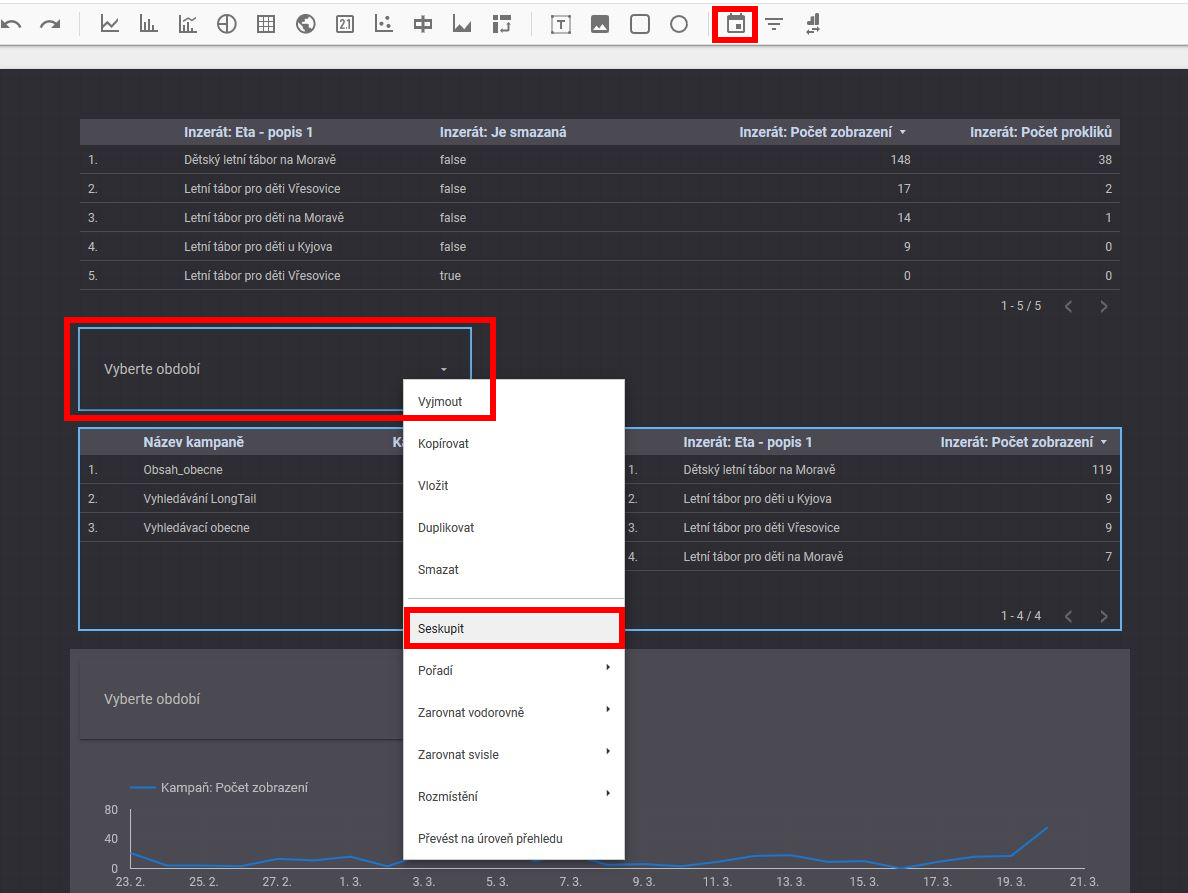 2.1
T
Inzerát: Eta - popis 1 Inzerát: Je smazaná Inzerát: Počet zobrazení Inzerát: Počet prokliků
1. Dětský letní tábor na Moravě false 148 38
2. Letní tábor pro děti Vřesovice false 17 2
3. Letní tábor pro děti na Moravě false 14 1
4. Letní tábor pro děti u Kyjova false 9 0
5. Letní tábor pro děti Vřesovice true 0 0
1 - 5 / 5
Vyberte období
Vyjmout
Kopírovat
Vložit
Duplikovat
Smazat
Seskupit
Pořadí
Zarovnat vodorovně
Zarovnat svisle
Rozmístění
Převést na úroveň přehledu
Název kampaně Inzerát: Eta - popis 1 Inzerát: Počet zobrazení
1. Obsah_obecne 1. Dětský letní tábor na Moravě 119
2. Vyhledávání LongTail 2. Letní tábor pro děti u Kyjova 9
3. Vyhledávací obecne 3. Letní tábor pro děti Vřesovice 9
4. Letní tábor pro děti na Moravě 7
1 - 4 / 4
Vyberte období
Kampaň: Počet zobrazení
80
40
0
23. 2. 25. 2. 27. 2. 1. 3. 3. 3. 5. 3. 7. 3. 9. 3. 11. 3. 13. 3. 15. 3. 17. 3. 19. 3. 21. 3.